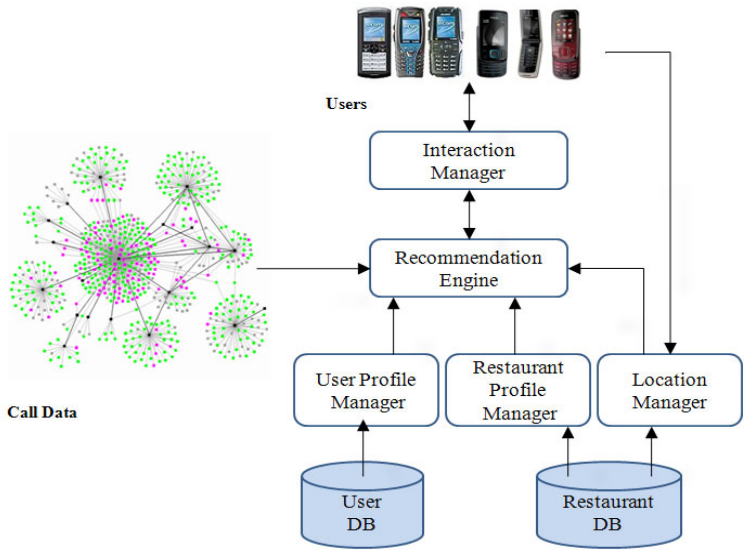 Users
Interaction
Manager
Recommendation
Engine
User Profile
Manager
Restaurant
Profile
Manager
Location
Manager
Call Data
User
DB
Restaurant
DB